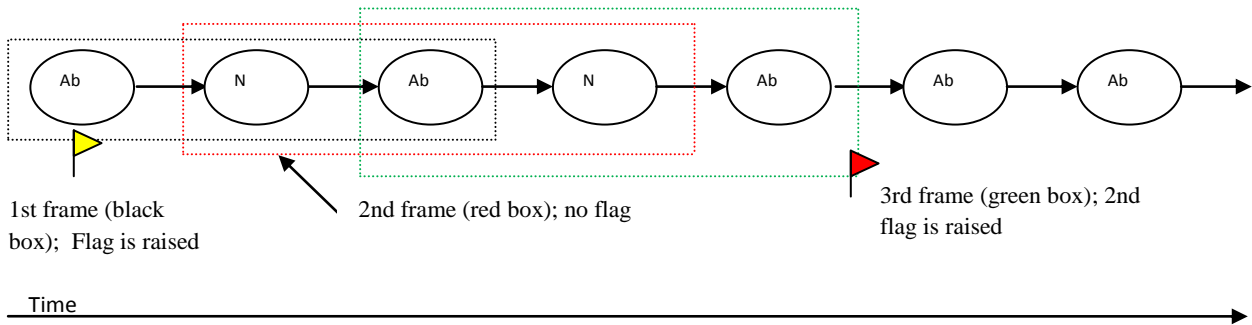 Ab
N
Ab
N
Ab
Ab
Ab
1st frame (black
box);  Flag is raised
2nd frame (red box); no flag
3rd frame (green box); 2nd
flag is raised
Time